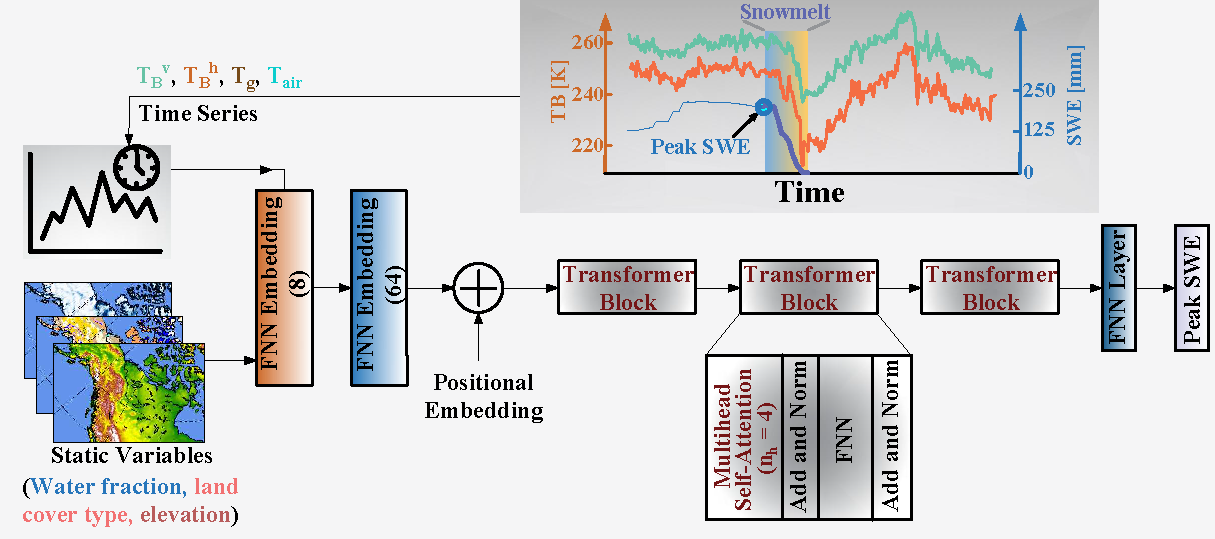 Snowmelt
260
240
220
TB [K]
Peak SWE
250
125
0
SWE [mm]
Time
T_B^v, T_B^h, T_g, T_air
Time Series
FNN Embedding
(8)
FNN Embedding
(64)
Positional
Embedding
Transformer
Block
Transformer
Block
Transformer
Block
FNN Layer
Peak SWE
Multihead
Self-Attention
(n_h = 4)
Add and Norm
FNN
Add and Norm
Static Variables
(Water fraction, land
cover type, elevation)